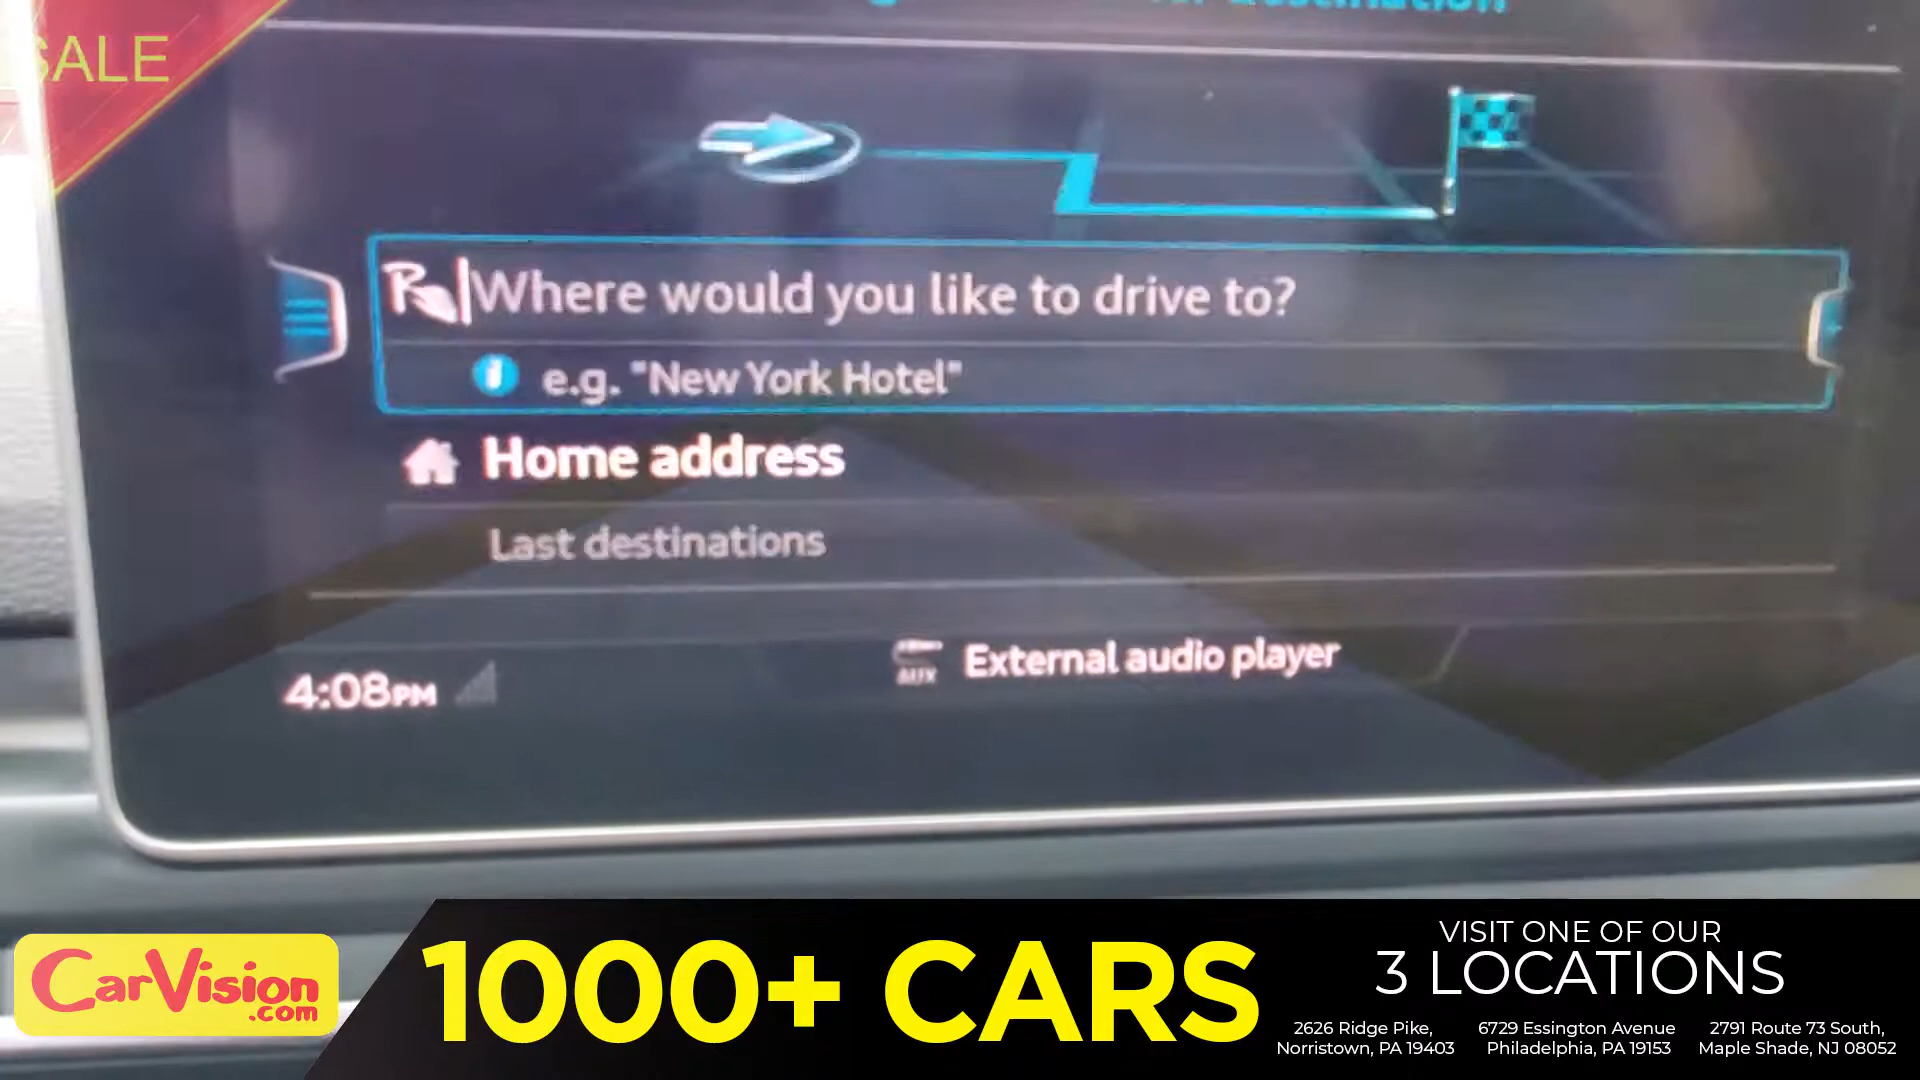 SALE
Where would you like to drive to?
e.g. "New York Hotel"
Home address
Last destinations
4:08PM
AUX
External audio player
CarVision
.com
1000+ CARS
VISIT ONE OF OUR
3 LOCATIONS
2626 Ridge Pike,
Norristown, PA 19403
6729 Essington Avenue
Philadelphia, PA 19153
2791 Route 73 South,
Maple Shade, NJ 08052